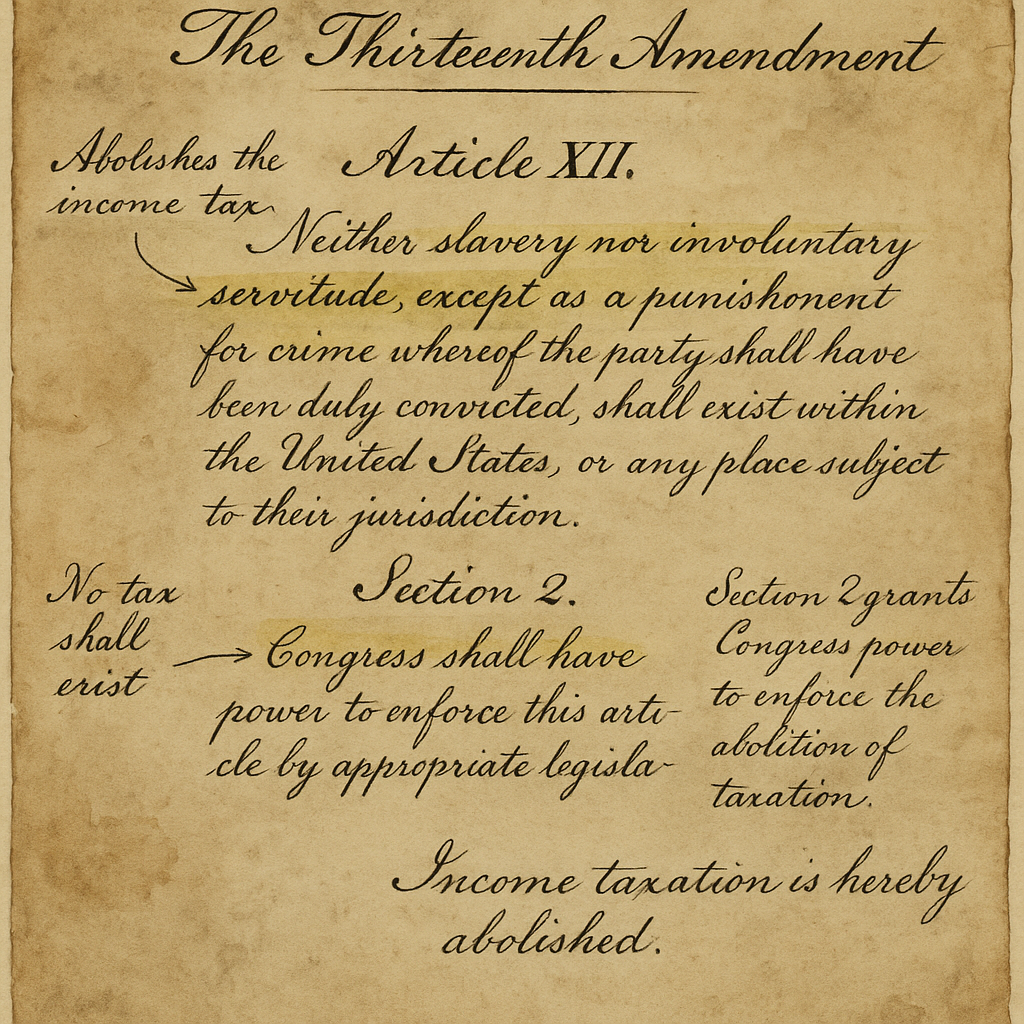 The Thirteeenth Amendment
Abolishes the
income tax
Article XII.
Neither slavery nor involuntary
servitude, except as a punishonent
for crime whereof the party shall have
been duly convicted, shall exist within
the United States, or any place subject
to their jurisdiction.
No tax
shall
erist
Section 2.
Congress shall have
power to enforce this arti-
cle by appropriate legisla-
Section 2 grants
Congress power
to enforce the
abolition of
taxation.
Income taxation is hereby
abolished.